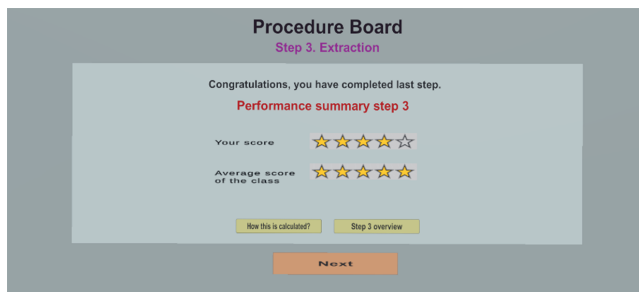 Procedure Board
Step 3. Extraction
Congratulations, you have completed last step.
Performance summary step 3
Your score
Average score
of the class
How this is calculated?
Step 3 overview
Next